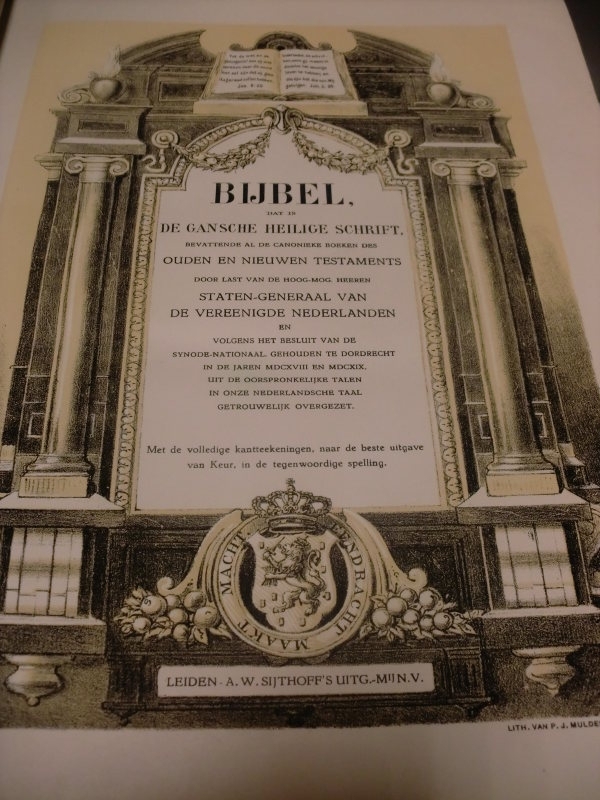 BIJBEL,
DAT IS
DE GANSCHE HEILIGE SCHRIFT,
BEVATTENDE AL DE CANONIEKE BOEKEN DES
OUDEN EN NIEUWEN TESTAMENTS
DOOR LAST VAN DE HOOG-MOG. HEEREN
STATEN-GENERAAL VAN
DE VEREENIGDE NEDERLANDEN
EN
VOLGENS HET BESLUIT VAN DE
SYNODE-NATIONAAL, GEHOUDEN TE DORDRECHT
IN DE JAREN MDCXVIII EN MDCXIX,
UIT DE OORSPRONKELIJKE TALEN
IN ONZE NEDERLANDSCHE TAAL
GETROUWELIJK OVERGEZET.
Met de volledige kantteekeningen, naar de beste uitgave
van Keur, in de tegenwoordige spelling.
EENDRACHT MAAKT MACHT
LEIDEN - A. W. SIJTHOFF'S UITG.-MIJ N.V.
LITH. VAN P. J. MULDE